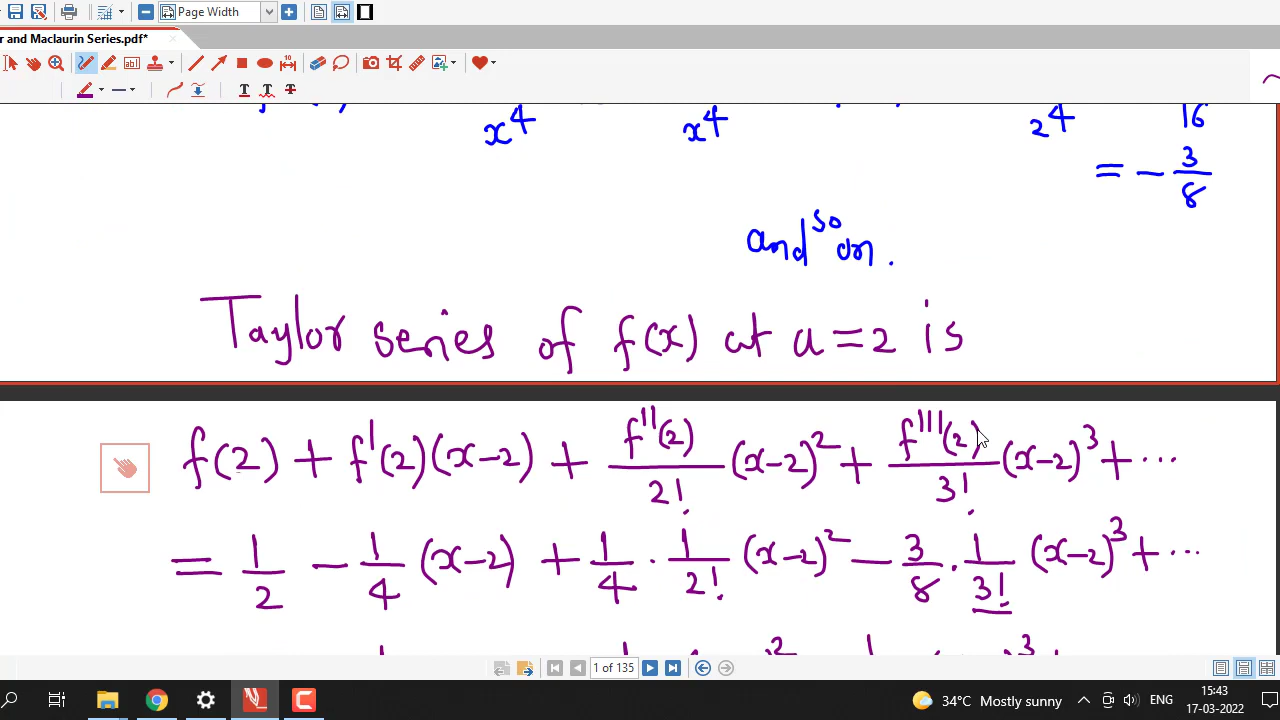 Page Width
r and Maclaurin Series.pdf*
x⁴ x⁴ 2⁴ 16
= - 3/8
and so on.
Taylor series of f(x) at a = 2 is
f(2) + f'(2)(x-2) + f''(2)/2! (x-2)² + f'''(2)/3! (x-2)³ + ...
= 1/2 - 1/4 (x-2) + 1/4 · 1/2! (x-2)² - 3/8 · 1/3! (x-2)³ + ...
1 of 135
34°C Mostly sunny ENG 15:43
17-03-2022